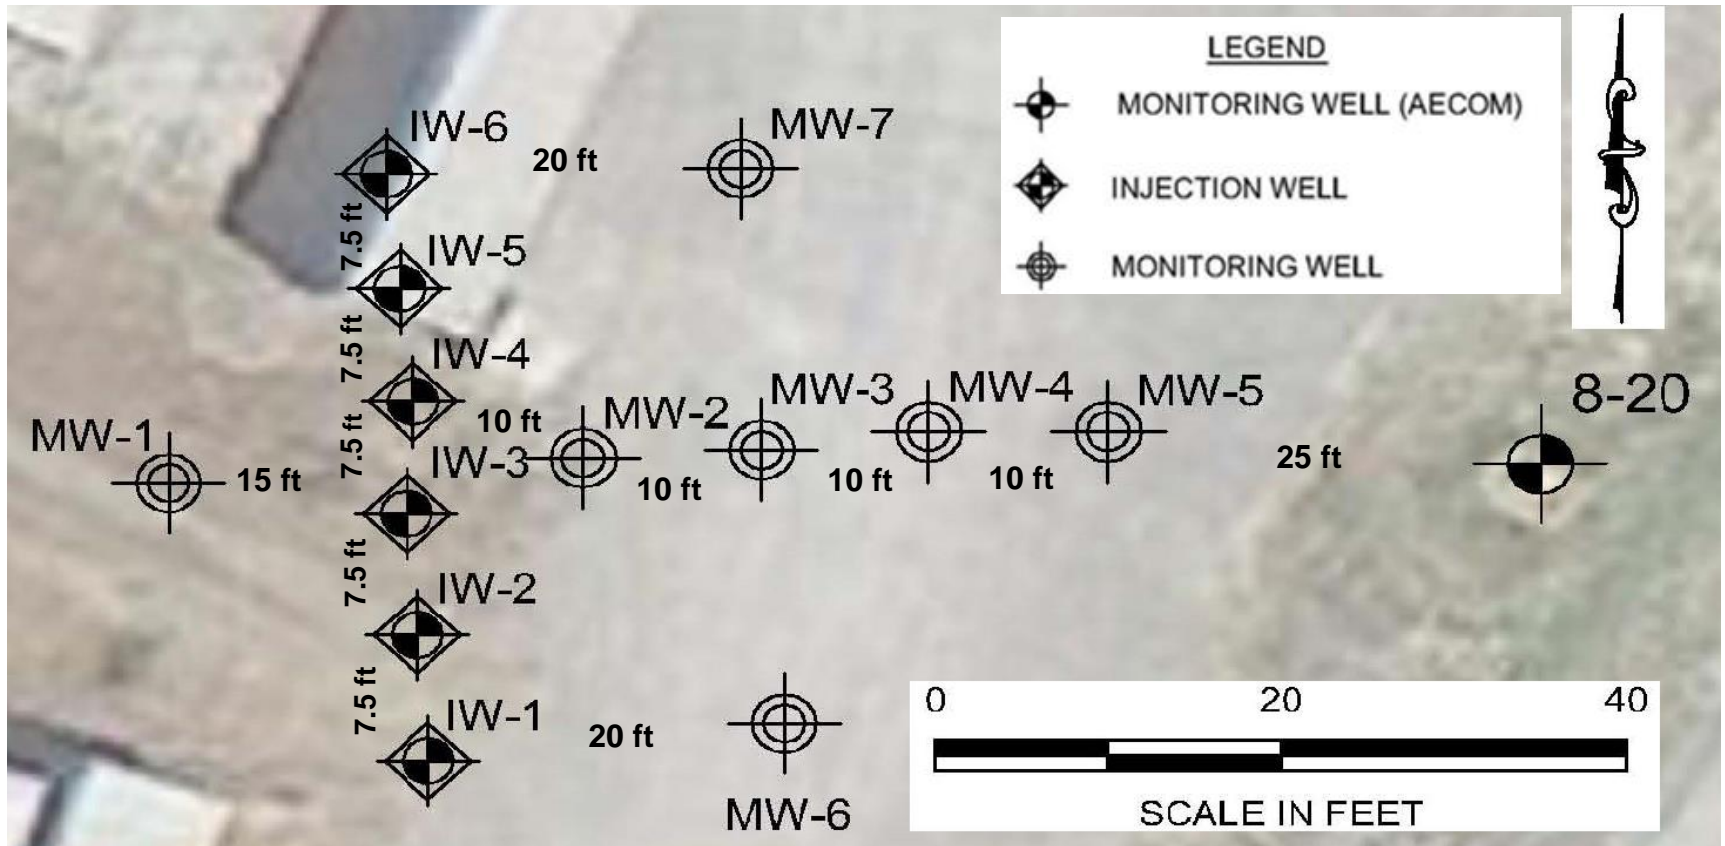 LEGEND
MONITORING WELL (AECOM)
INJECTION WELL
MONITORING WELL
IW-6
20 ft
MW-7
7.5 ft
IW-5
7.5 ft
IW-4
MW-1
15 ft
7.5 ft
10 ft
IW-3
MW-2
10 ft
MW-3
10 ft
MW-4
10 ft
MW-5
25 ft
8-20
7.5 ft
IW-2
7.5 ft
IW-1
20 ft
MW-6
0 20 40
SCALE IN FEET